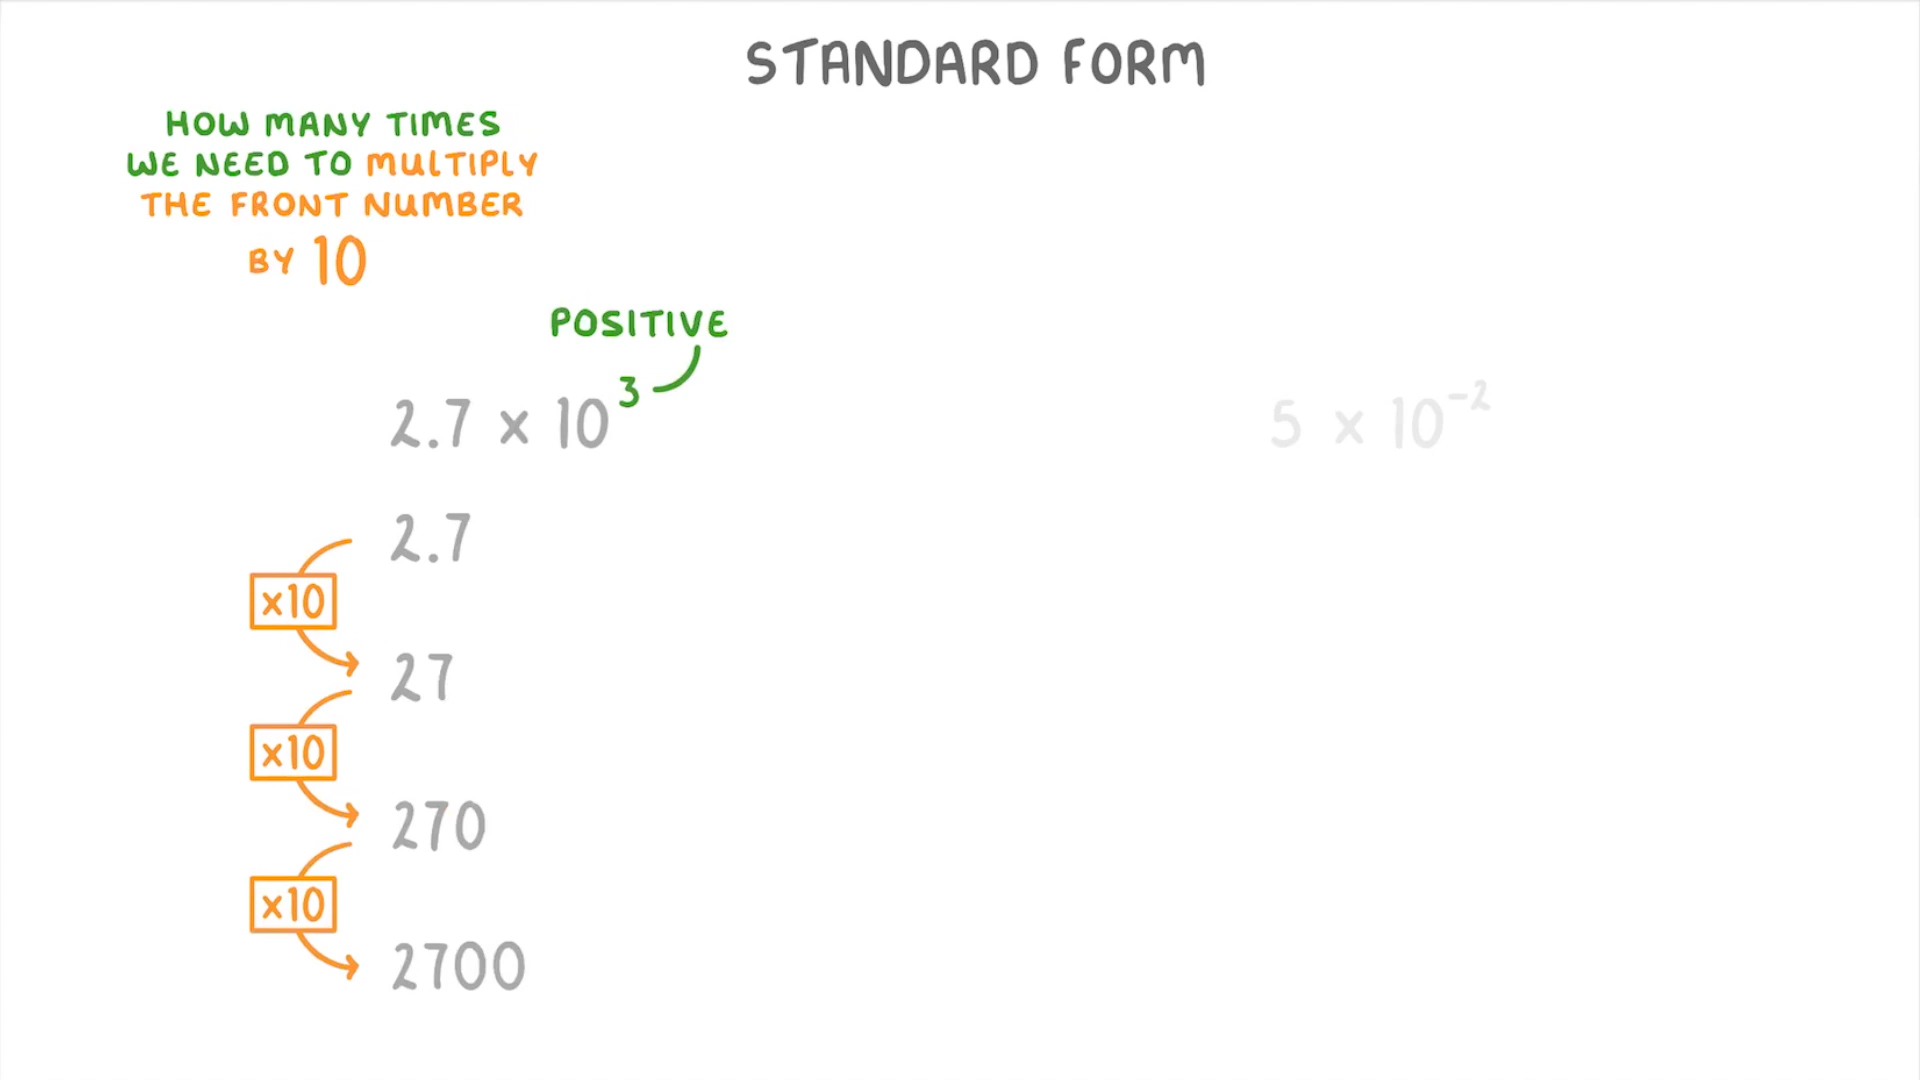 STANDARD FORM
HOW MANY TIMES
WE NEED TO MULTIPLY
THE FRONT NUMBER
BY 10
POSITIVE
2.7 × 10³
5 × 10⁻²
2.7
×10
27
×10
270
×10
2700